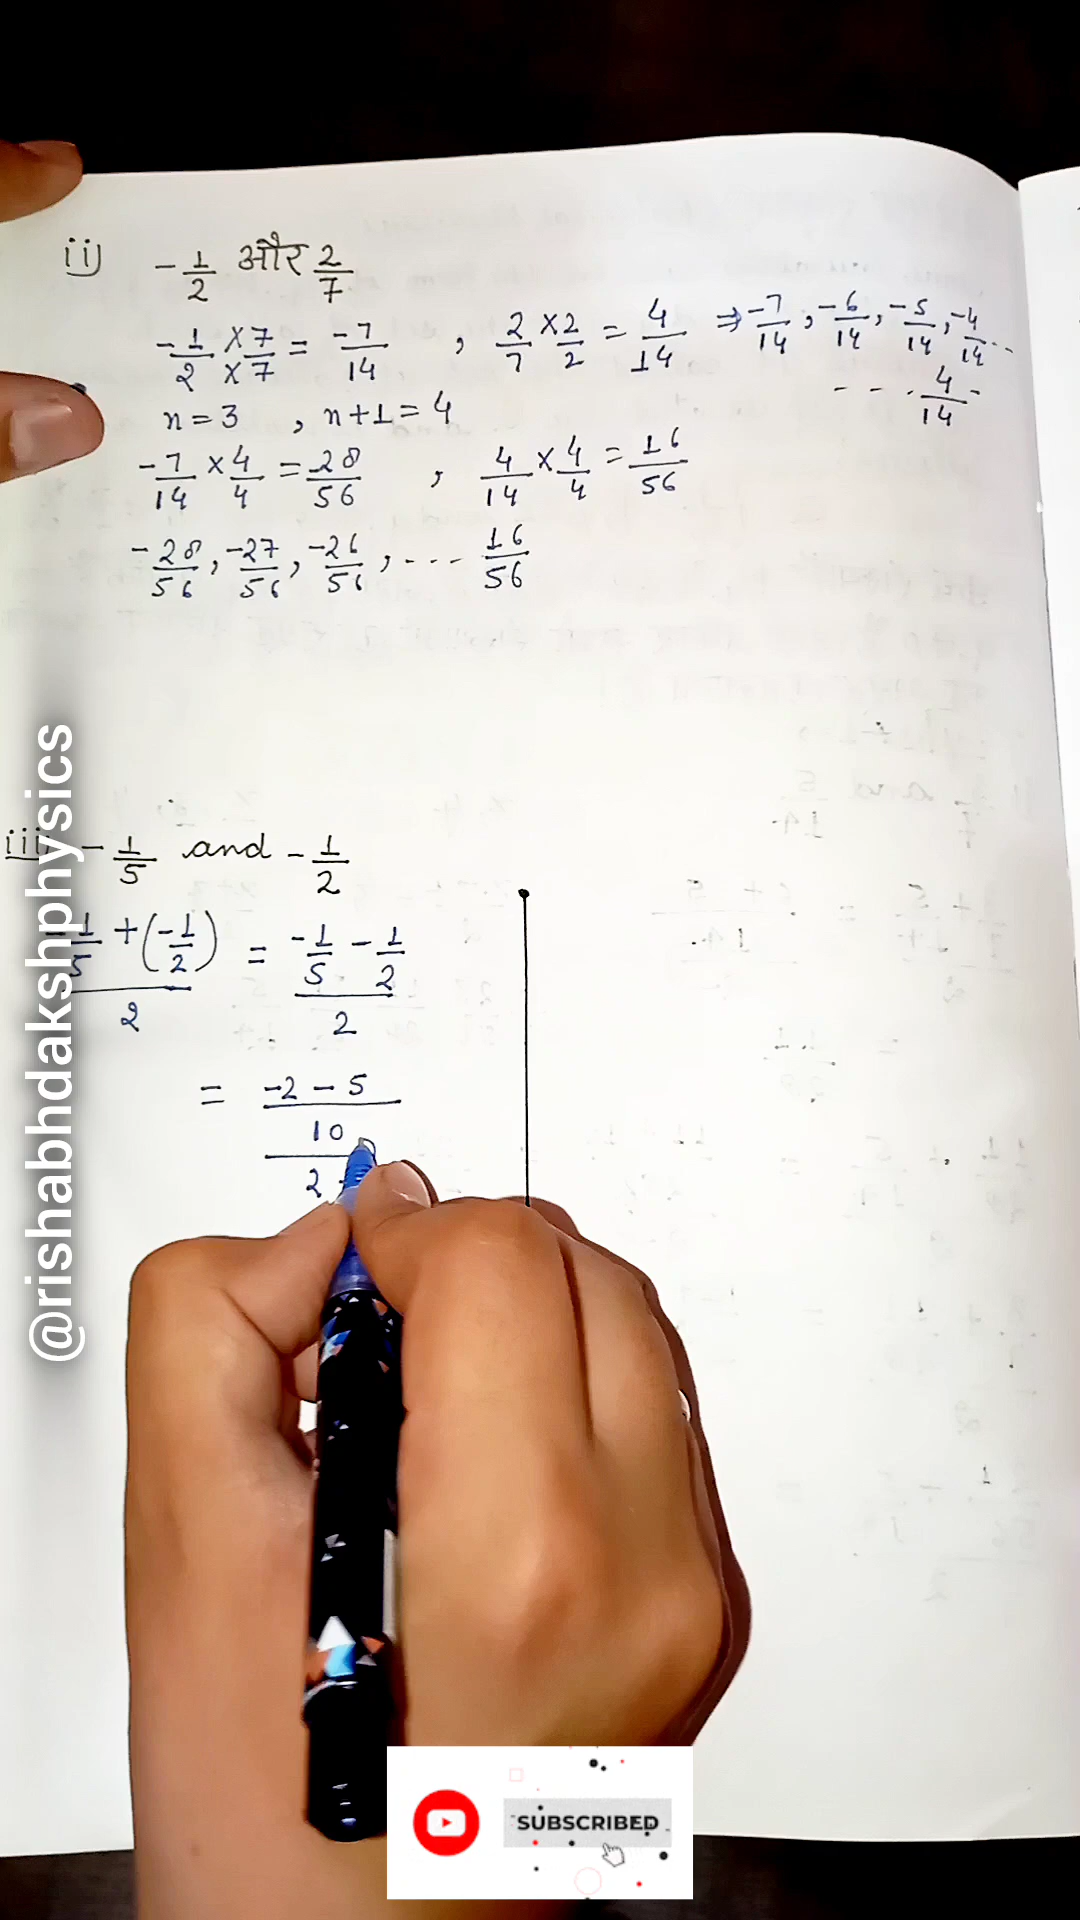 ii) -1/2 और 2/7
-1/2 ×7/×7 = -7/14 , 2/7 × 2/2 = 4/14 ⇒ -7/14, -6/14, -5/14, -4/14 ...
- - . 4/14 -
n = 3 , n+1 = 4
-7/14 × 4/4 = 28/56 , 4/14 × 4/4 = 16/56
-28/56, -27/56, -26/56, .... 16/56
iii) -1/5 and -1/2
-1/5 + (-1/2) / 2 = -1/5 - 1/2 / 2
= -2 - 5 / 10 / 2
@rishabhdakshphysics
SUBSCRIBED